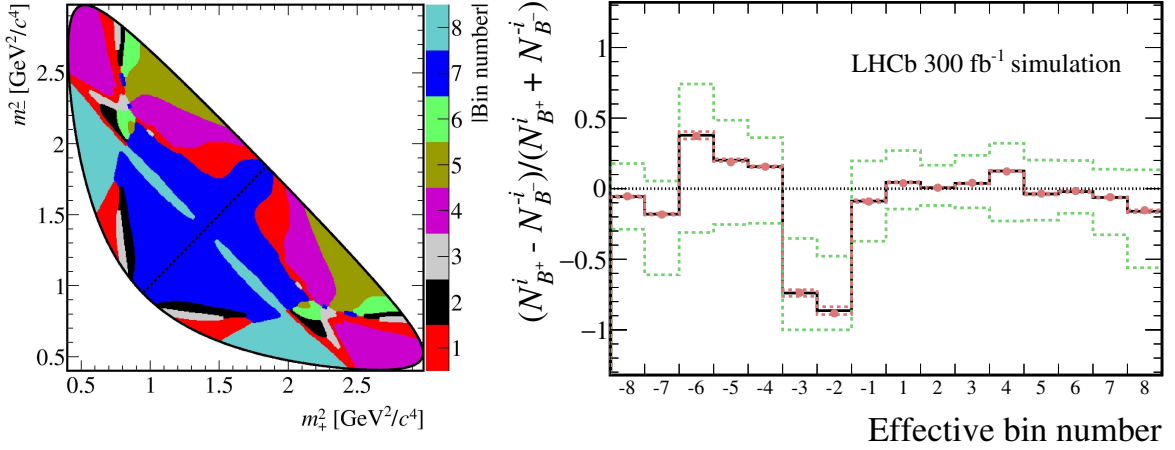 m²₋ [GeV²/c⁴]
2.5
2
1.5
1
0.5
0.5 1 1.5 2 2.5
m²₊ [GeV²/c⁴]
8
7
6
5
4
3
2
1
|Bin number|
(N^i_{B⁺} - N^{-i}_{B⁻})/(N^i_{B⁺} + N^{-i}_{B⁻})
1
0.5
0
−0.5
−1
LHCb 300 fb⁻¹ simulation
-8 -7 -6 -5 -4 -3 -2 -1 1 2 3 4 5 6 7 8
Effective bin number